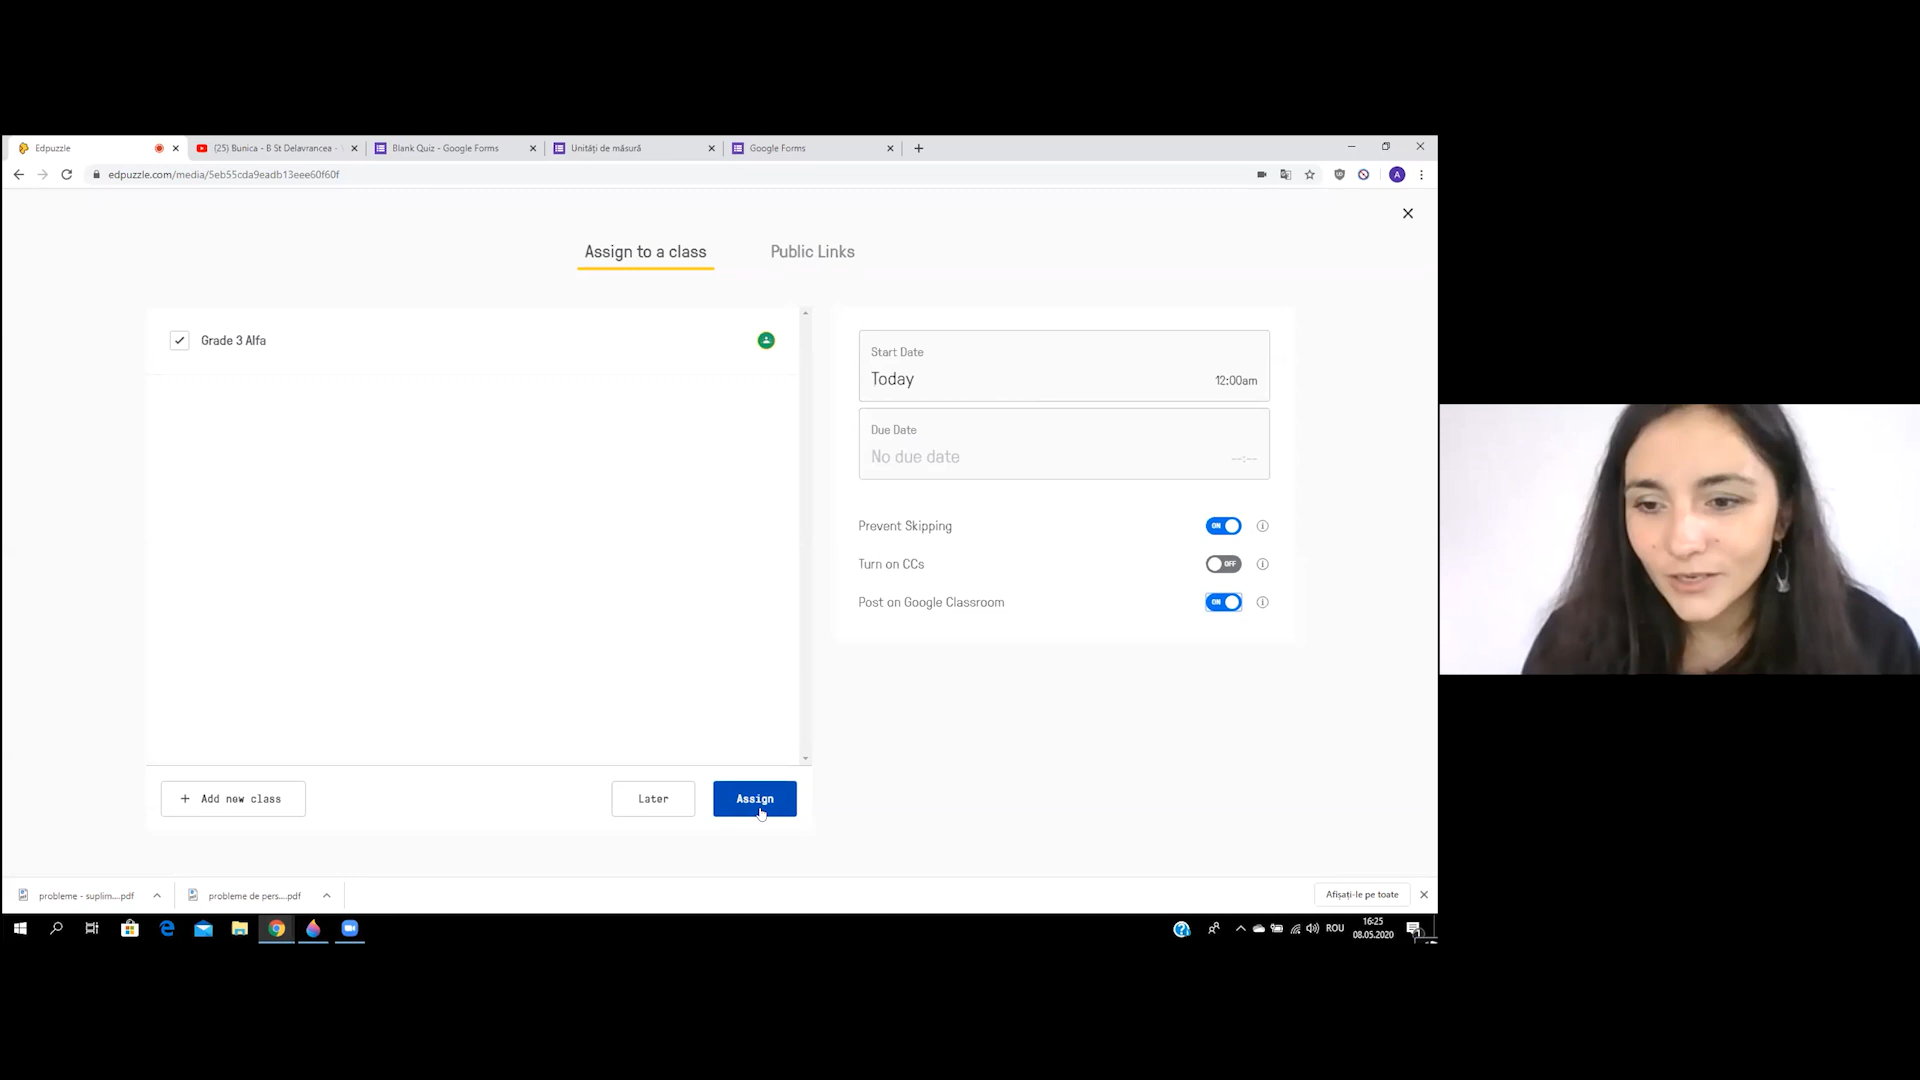 Edpuzzle
(25) Bunica - B St Delavrancea -
Blank Quiz - Google Forms
Unități de măsură
Google Forms
edpuzzle.com/media/5eb55cda9eadb13eee60f60f
A
Assign to a class
Public Links
Grade 3 Alfa
Start Date
Today
12:00am
Due Date
No due date
--:--
Prevent Skipping
ON
Turn on CCs
OFF
Post on Google Classroom
ON
+ Add new class
Later
Assign
probleme - suplim....pdf
probleme de pers....pdf
Afișați-le pe toate
ROU
16:25
08.05.2020